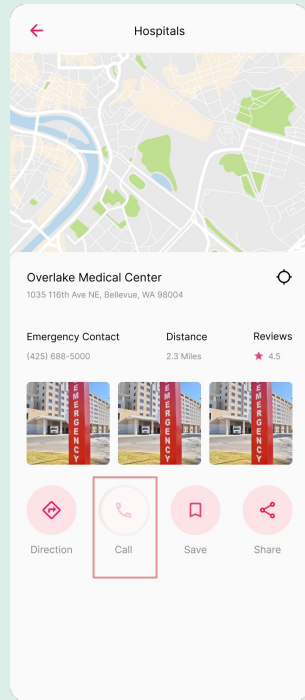 Hospitals
Overlake Medical Center
1035 116th Ave NE, Bellevue, WA 98004
Emergency Contact Distance Reviews
(425) 688-5000 2.3 Miles 4.5
EMERGENCY EMERGENCY EMERGENCY
Direction Call Save Share